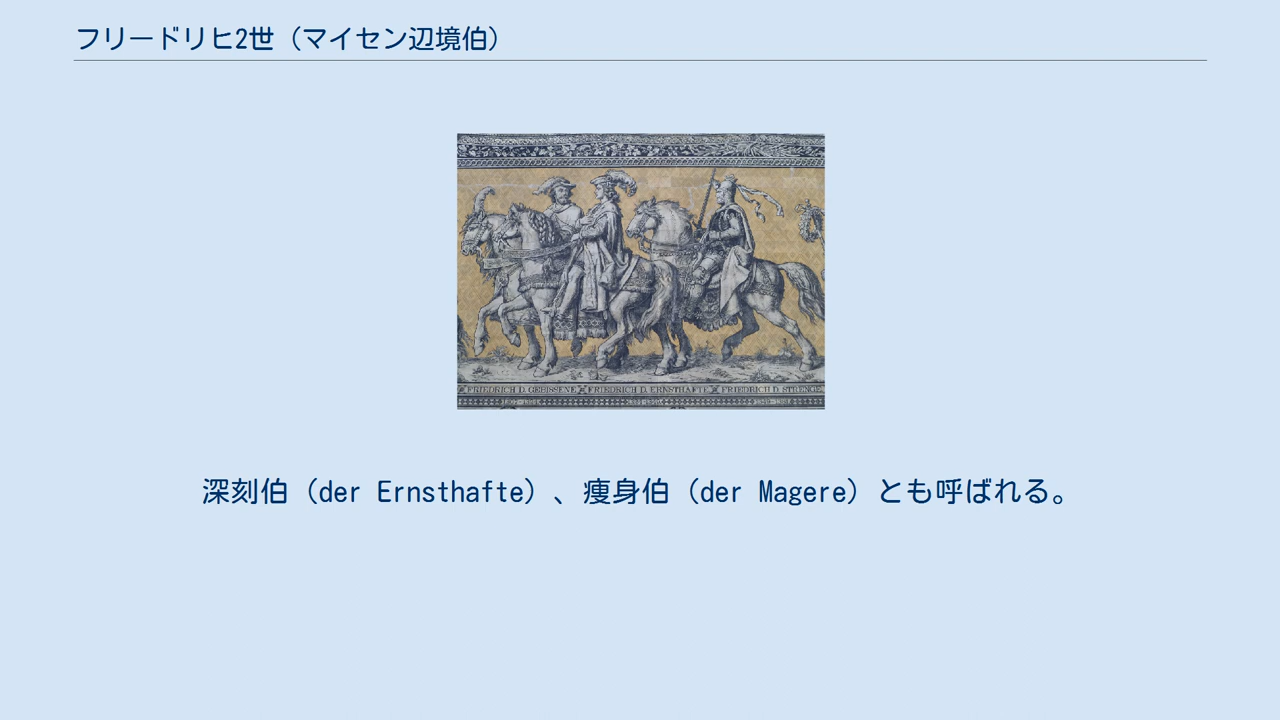 フリードリヒ2世（マイセン辺境伯）
FRIEDRICH D. GEBISSENE FRIEDRICH D. ERNSTHAFTE FRIEDRICH D. STRENGE
深刻伯（der Ernsthafte）、痩身伯（der Magere）とも呼ばれる。